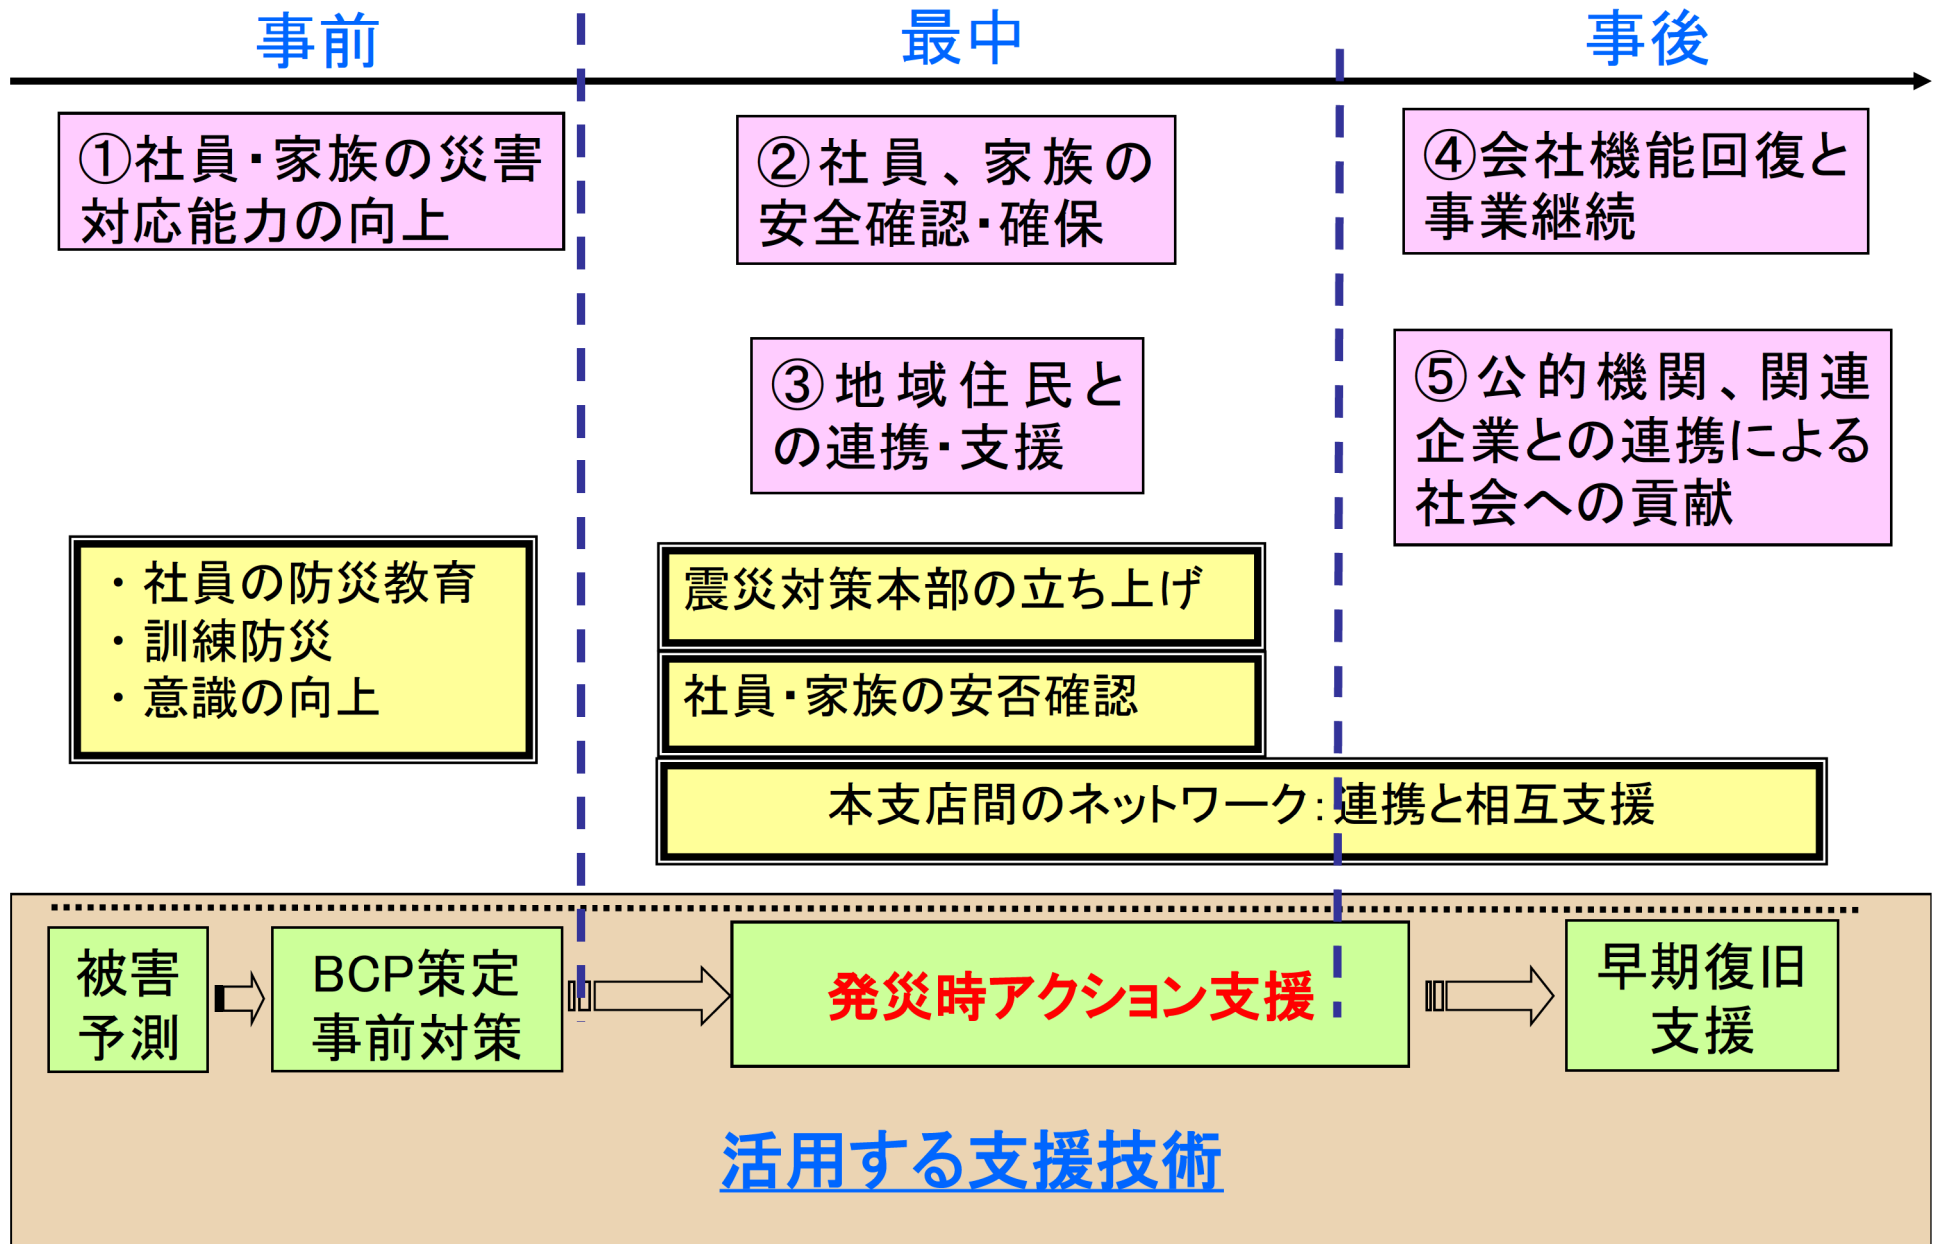 事前
最中
事後
①社員・家族の災害
対応能力の向上
②社員、家族の
安全確認・確保
④会社機能回復と
事業継続
③地域住民と
の連携・支援
⑤公的機関、関連
企業との連携による
社会への貢献
・社員の防災教育
・訓練防災
・意識の向上
震災対策本部の立ち上げ
社員・家族の安否確認
本支店間のネットワーク:連携と相互支援
被害
予測
BCP策定
事前対策
発災時アクション支援
早期復旧
支援
活用する支援技術